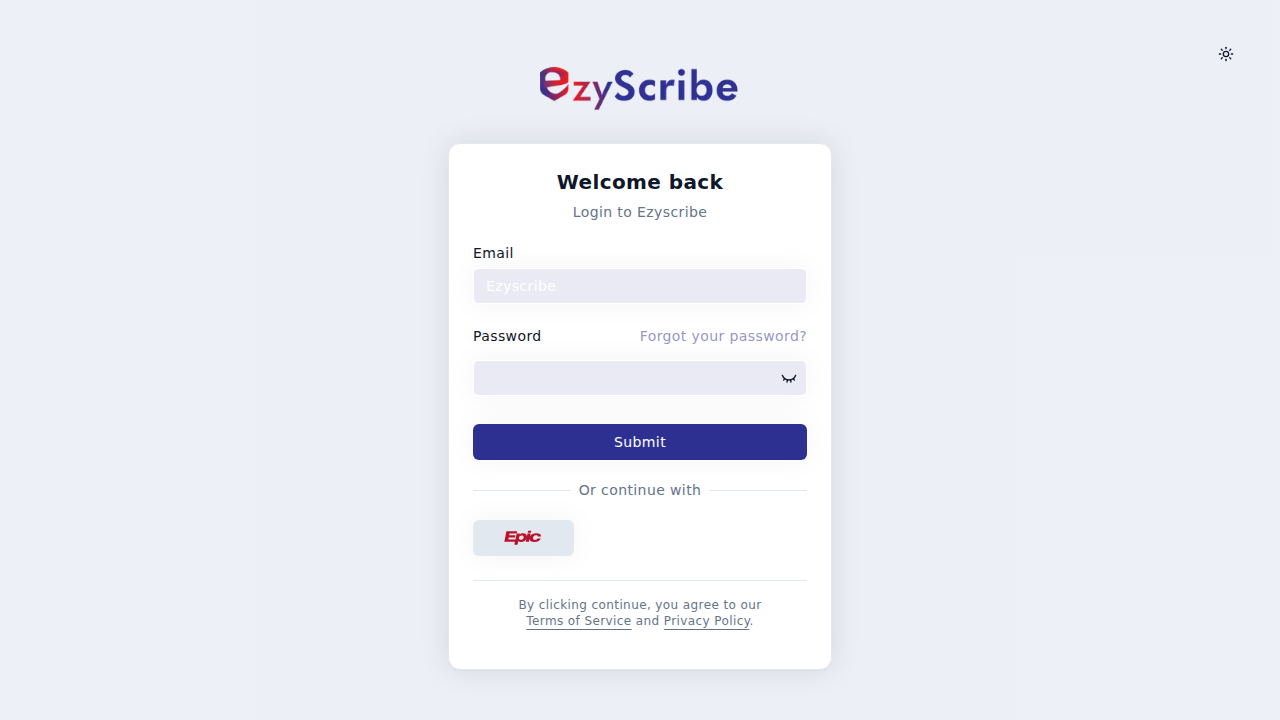 EzyScribe
Welcome back
Login to Ezyscribe
Email
Ezyscribe
Password
Forgot your password?
Submit
Or continue with
Epic
By clicking continue, you agree to our
Terms of Service and Privacy Policy.